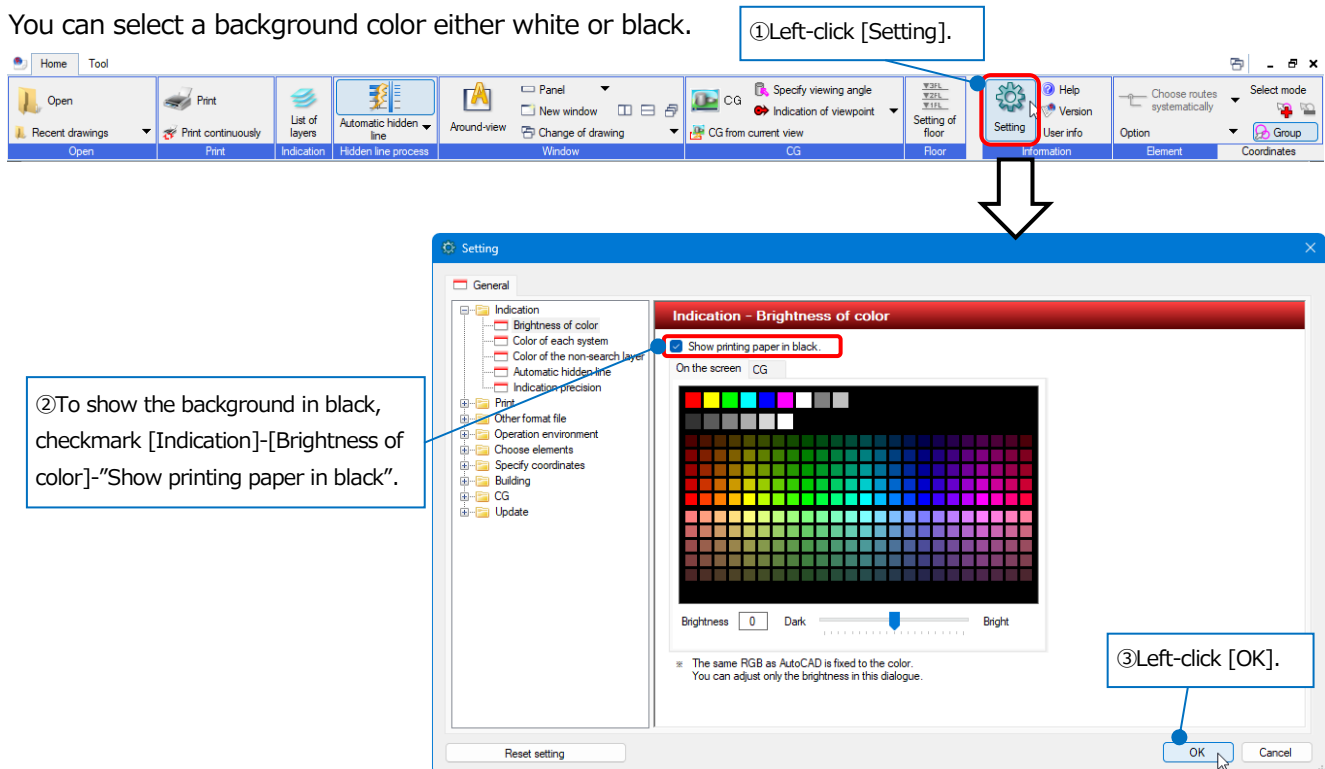 You can select a background color either white or black.
①Left-click [Setting].
Home Tool
Open
Recent drawings
Open
Print
Print continuously
Print
List of
layers
Indication
Automatic hidden
line
Hidden line process
Around-view
Panel
New window
Change of drawing
Window
CG
Specify viewing angle
Indication of viewpoint
CG from current view
CG
▼3FL
▼2FL
▼1FL
Setting of
floor
Floor
Setting
Help
Version
User info
Information
Choose routes
systematically
Option
Element
Select mode
Group
Coordinates
Setting
General
Indication
Brightness of color
Color of each system
Color of the non-search layer
Automatic hidden line
Indication precision
Print
Other format file
Operation environment
Choose elements
Specify coordinates
Building
CG
Update
Indication - Brightness of color
Show printing paper in black.
On the screen CG
②To show the background in black,
checkmark [Indication]-[Brightness of
color]-”Show printing paper in black”.
Brightness 0 Dark Bright
※ The same RGB as AutoCAD is fixed to the color.
You can adjust only the brightness in this dialogue.
③Left-click [OK].
Reset setting
OK
Cancel